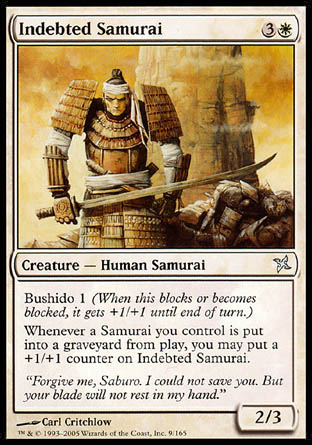 Indebted Samurai 3
Creature — Human Samurai
Bushido 1 (When this blocks or becomes
blocked, it gets +1/+1 until end of turn.)
Whenever a Samurai you control is put
into a graveyard from play, you may put a
+1/+1 counter on Indebted Samurai.
“Forgive me, Saburo. I could not save you. But
your blade will not rest in my hand.”
Carl Critchlow
™ & © 1993–2005 Wizards of the Coast, Inc. 9/165
2/3